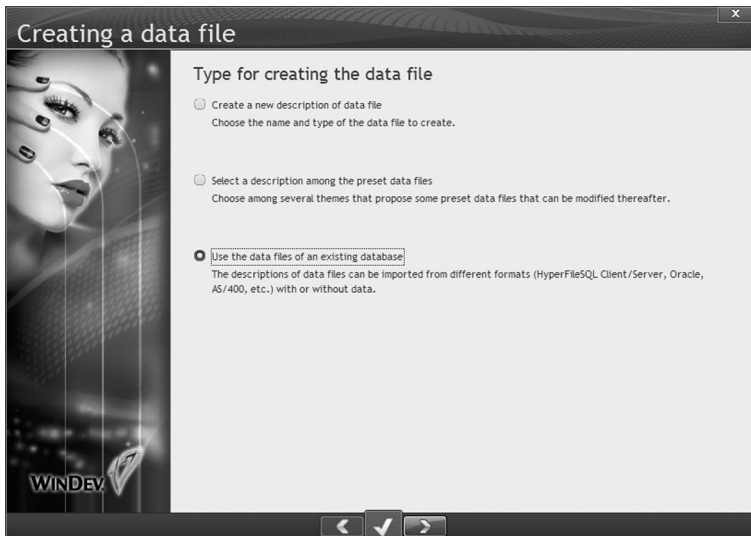 x
Creating a data file
Type for creating the data file
Create a new description of data file
Choose the name and type of the data file to create.
Select a description among the preset data files
Choose among several themes that propose some preset data files that can be modified thereafter.
Use the data files of an existing database
The descriptions of data files can be imported from different formats (HyperFileSQL Client/Server, Oracle,
AS/400, etc.) with or without data.
WINDEV